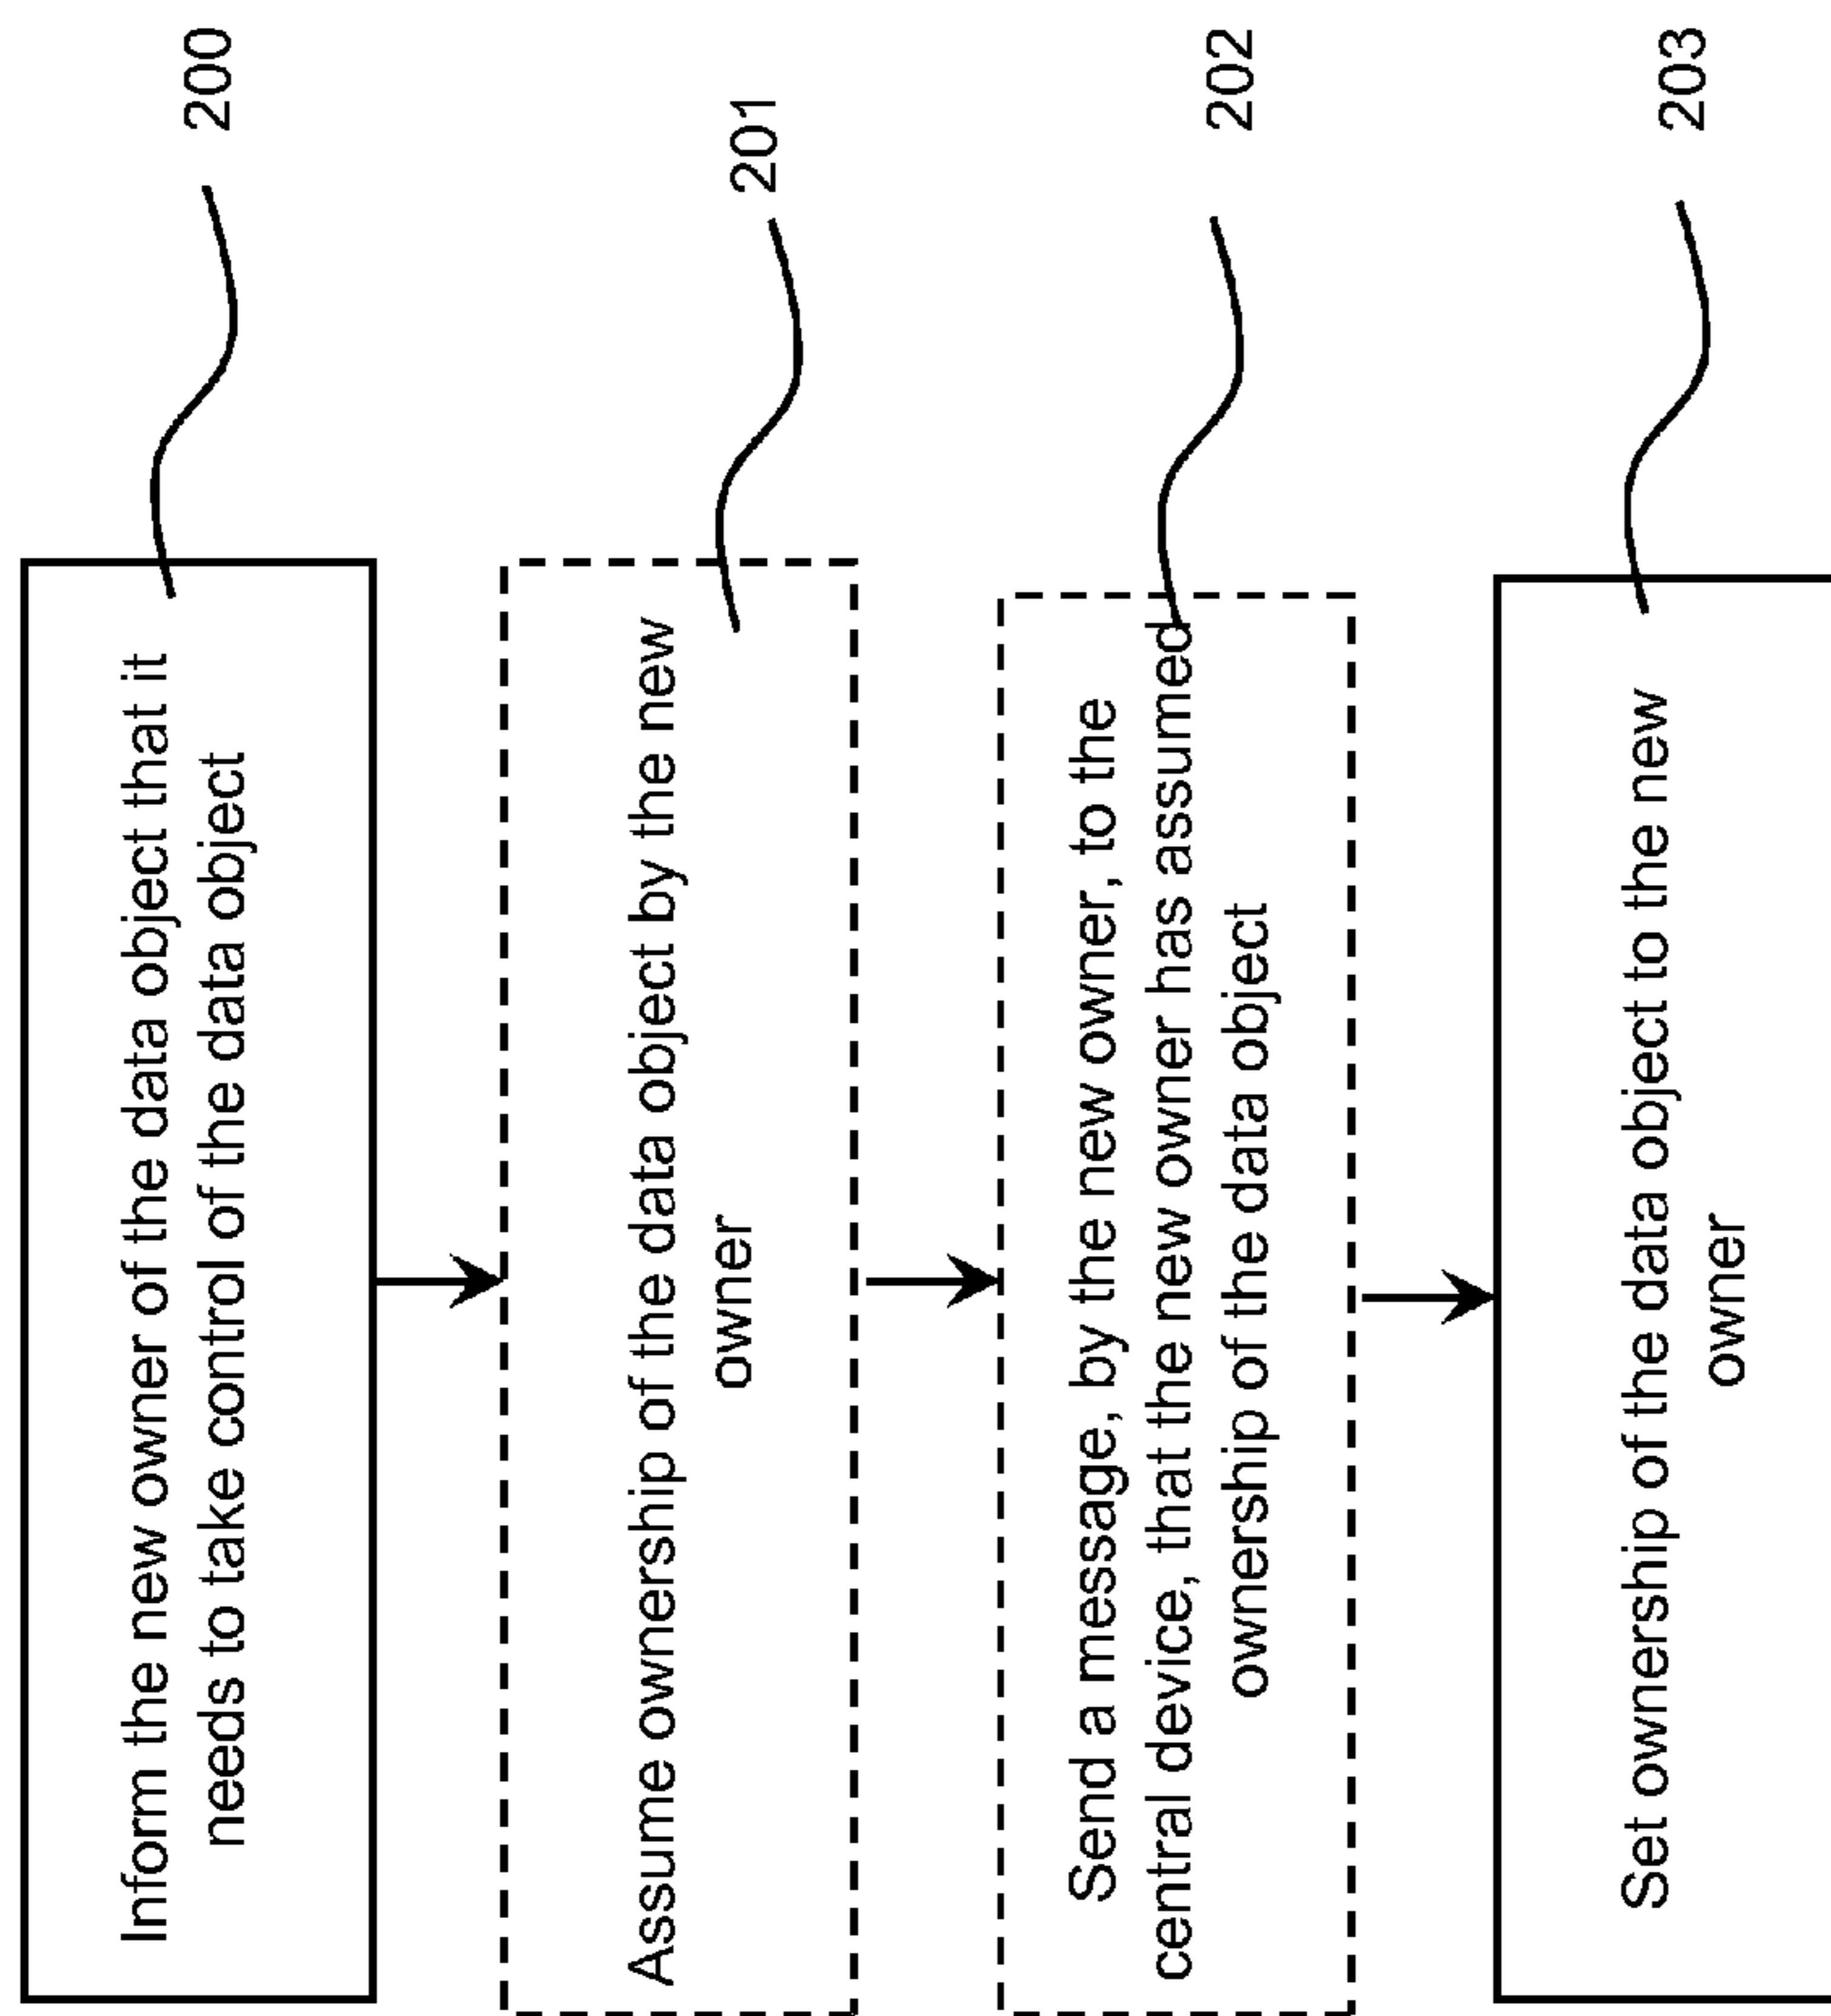 Inform the new owner of the data object that it
needs to take control of the data object
200
Assume ownership of the data object by the new
owner
201
Send a message, by the new owner, to the
central device, that the new owner has assumed
ownership of the data object
202
Set ownership of the data object to the new
owner
203